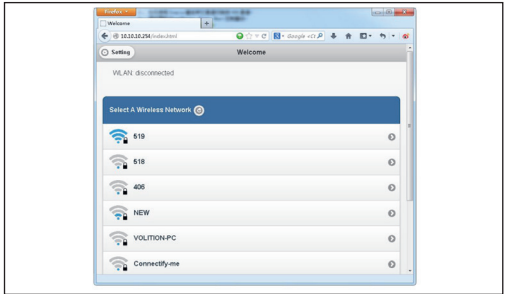 Firefox
Welcome
+
10.10.10.254/index.html
Google
Setting
Welcome
WLAN: disconnected
Select A Wireless Network
519
518
406
NEW
VOLITION-PC
Connectify-me